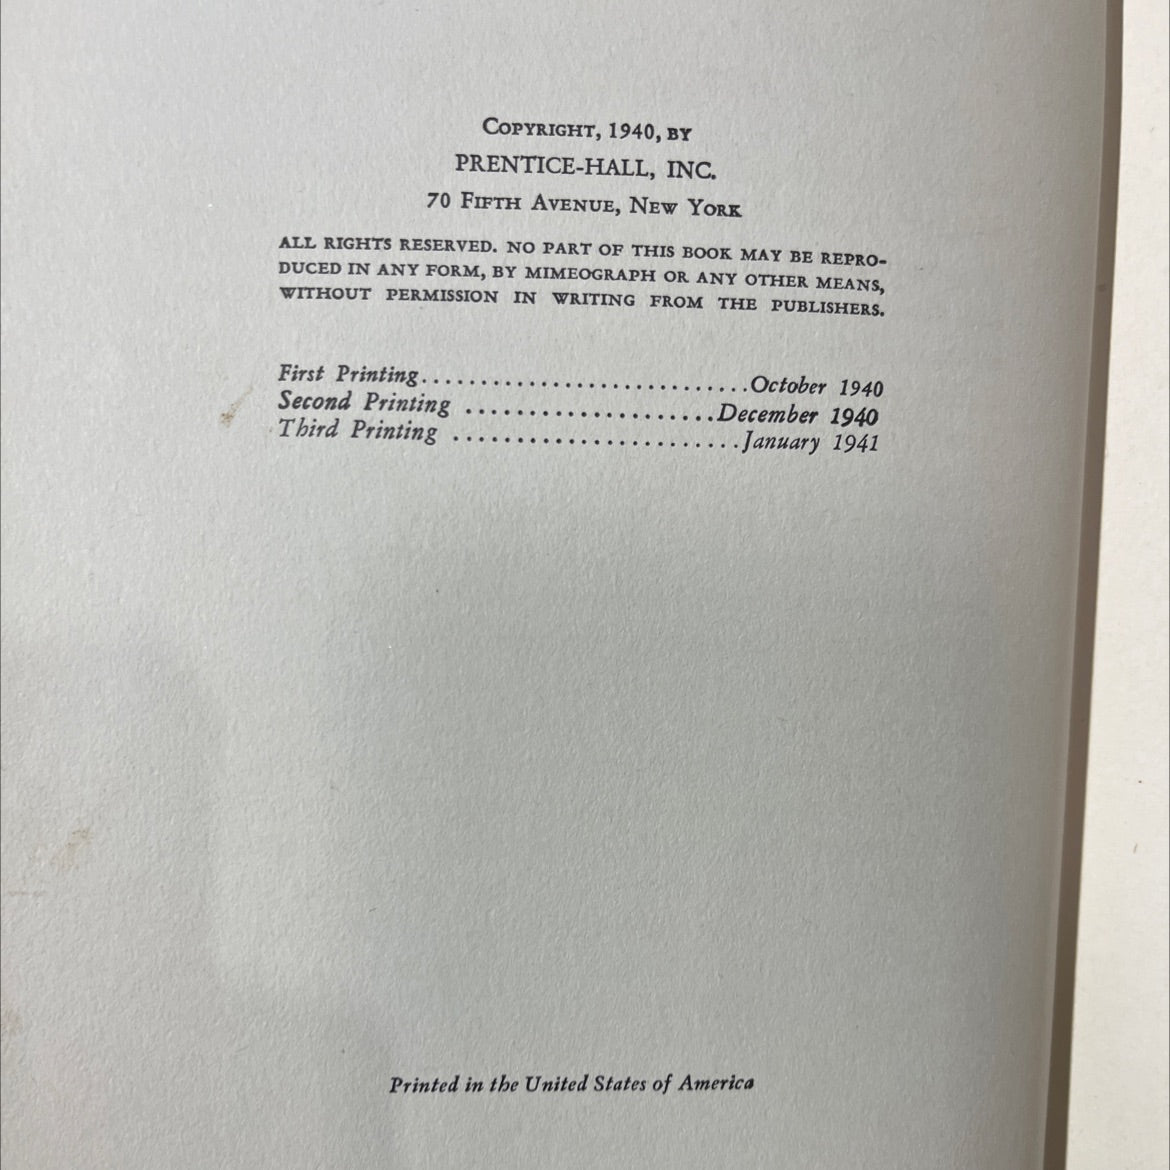 Copyright, 1940, by
PRENTICE-HALL, INC.
70 Fifth Avenue, New York
ALL RIGHTS RESERVED. NO PART OF THIS BOOK MAY BE REPRO-
DUCED IN ANY FORM, BY MIMEOGRAPH OR ANY OTHER MEANS,
WITHOUT PERMISSION IN WRITING FROM THE PUBLISHERS.
First Printing............................October 1940
Second Printing .....................December 1940
Third Printing ........................January 1941
Printed in the United States of America